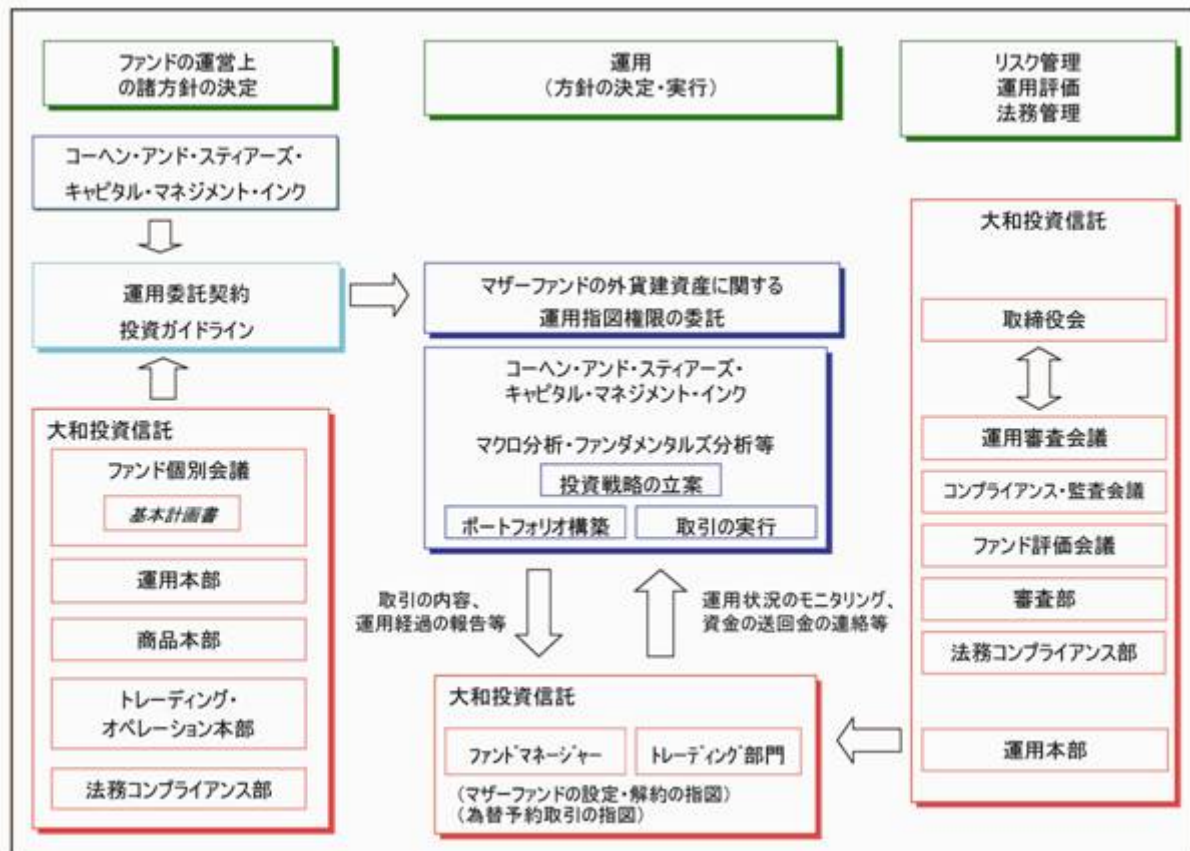 ファンドの運営上
の諸方針の決定
運用
(方針の決定・実行)
リスク管理
運用評価
法務管理
コーヘン・アンド・スティアーズ・
キャピタル・マネジメント・インク
運用委託契約
投資ガイドライン
マザーファンドの外貨建資産に関する
運用指図権限の委託
コーヘン・アンド・スティアーズ・
キャピタル・マネジメント・インク
マクロ分析・ファンダメンタルズ分析等
投資戦略の立案
ポートフォリオ構築
取引の実行
大和投資信託
ファンド個別会議
基本計画書
運用本部
商品本部
トレーディング・
オペレーション本部
法務コンプライアンス部
取引の内容、
運用経過の報告等
運用状況のモニタリング、
資金の送回金の連絡等
大和投資信託
ファンドマネージャー
トレーディング部門
(マザーファンドの設定・解約の指図)
(為替予約取引の指図)
大和投資信託
取締役会
運用審査会議
コンプライアンス・監査会議
ファンド評価会議
審査部
法務コンプライアンス部
運用本部